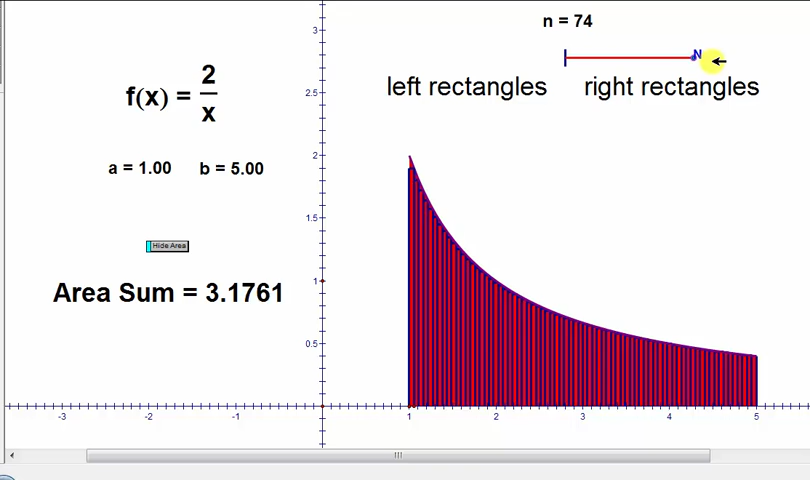 n = 74
N
left rectangles
right rectangles
f(x) = 2/x
a = 1.00
b = 5.00
Hide Area
Area Sum = 3.1761
3
2.5
2
1.5
1
0.5
-3
-2
-1
1
2
3
4
5